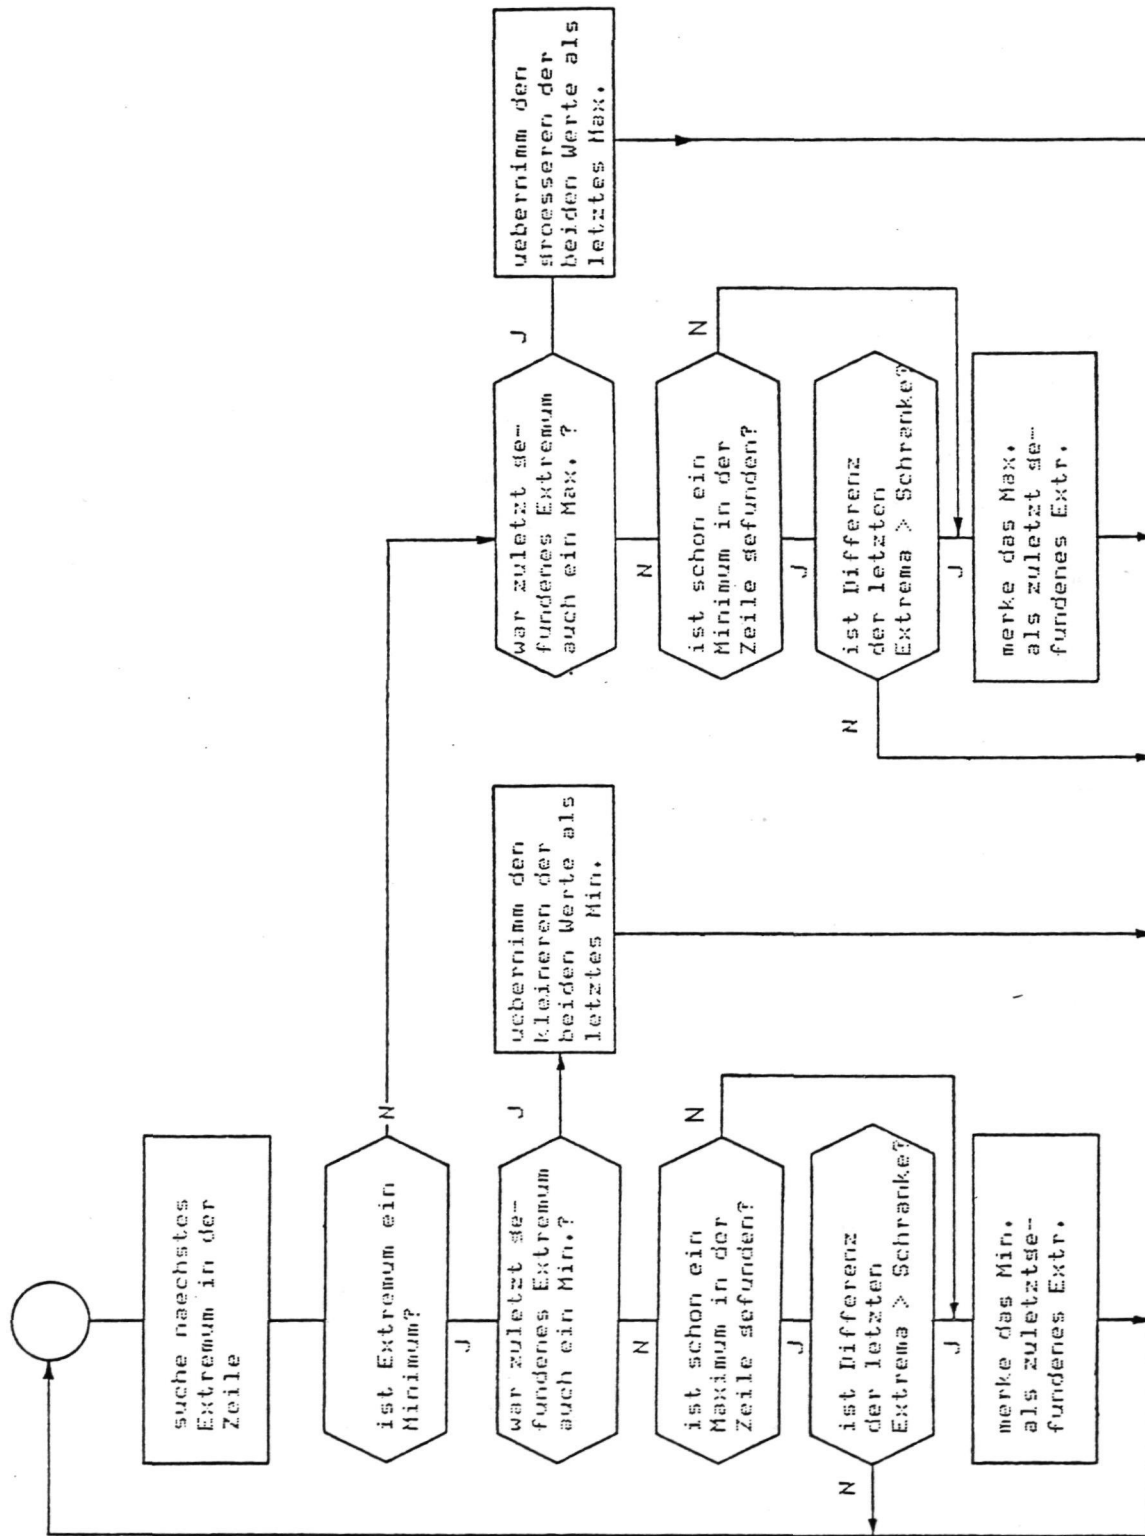 suche naechstes
Extremum in der
Zeile
ist Extremum ein
Minimum?
N
J
war zuletzt ge-
fundenes Extremum
auch ein Min.?
J
uebernimm den
kleineren der
beiden Werte als
letztes Min.
N
ist schon ein
Maximum in der
Zeile gefunden?
N
J
ist Differenz
der letzten
Extrema > Schranke?
N
J
merke das Min.
als zuletztge-
fundenes Extr.
war zuletzt ge-
fundenes Extremum
auch ein Max. ?
J
uebernimm den
groesseren der
beiden Werte als
letztes Max.
N
ist schon ein
Minimum in der
Zeile gefunden?
N
J
ist Differenz
der letzten
Extrema > Schranke?
N
J
merke das Max.
als zuletzt ge-
fundenes Extr.